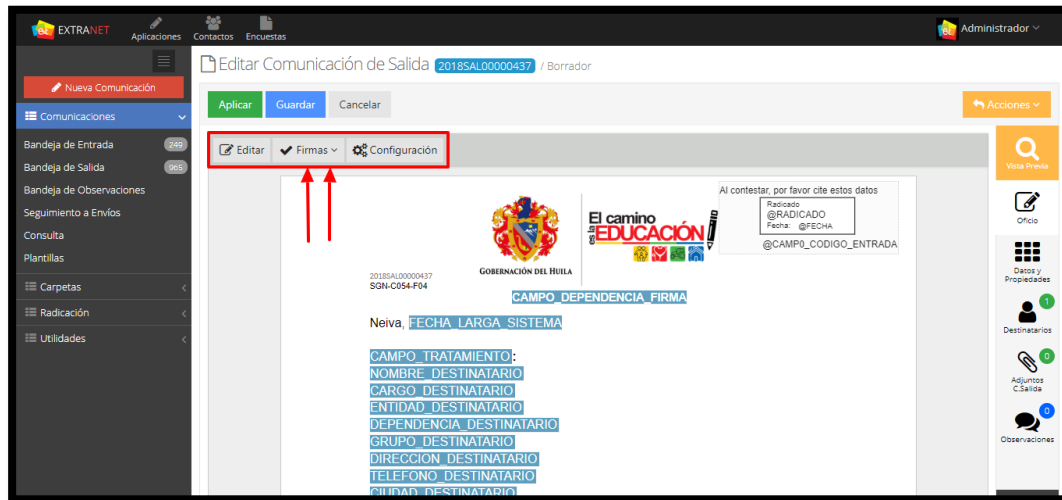 EXTRANET
Aplicaciones
Contactos
Encuestas
Administrador
Nueva Comunicación
Comunicaciones
Bandeja de Entrada 249
Bandeja de Salida 965
Bandeja de Observaciones
Seguimiento a Envíos
Consulta
Plantillas
Carpetas
Radicación
Utilidades
Editar Comunicación de Salida 2018SAL00000437 / Borrador
Aplicar Guardar Cancelar
Acciones
Editar Firmas Configuración
Al contestar, por favor cite estos datos
Radicado
@RADICADO
Fecha: @FECHA
@CAMP0_CODIGO_ENTRADA
GOBERNACIÓN DEL HUILA
El camino
es la EDUCACIÓN
2018SAL00000437
SGN-C054-F04
CAMPO_DEPENDENCIA_FIRMA
Neiva, FECHA_LARGA_SISTEMA
CAMPO_TRATAMIENTO:
NOMBRE_DESTINATARIO
CARGO_DESTINATARIO
ENTIDAD_DESTINATARIO
DEPENDENCIA_DESTINATARIO
GRUPO_DESTINATARIO
DIRECCION_DESTINATARIO
TELEFONO_DESTINATARIO
CIUDAD_DESTINATARIO
Vista Previa
Oficio
Datos y
Propiedades
1
Destinatarios
0
Adjuntos
C.Salida
0
Observaciones